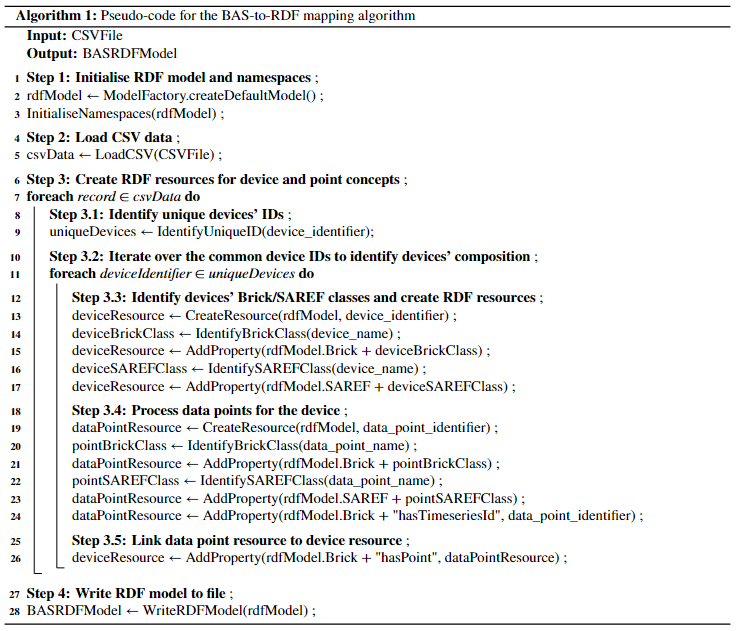 Algorithm 1: Pseudo-code for the BAS-to-RDF mapping algorithm
Input: CSVFile
Output: BASRDFModel
1 Step 1: Initialise RDF model and namespaces ;
2 rdfModel ← ModelFactory.createDefaultModel() ;
3 InitialiseNamespaces(rdfModel) ;
4 Step 2: Load CSV data ;
5 csvData ← LoadCSV(CSVFile) ;
6 Step 3: Create RDF resources for device and point concepts ;
7 foreach record ∈ csvData do
8 Step 3.1: Identify unique devices' IDs ;
9 uniqueDevices ← IdentifyUniqueID(device_identifier);
10 Step 3.2: Iterate over the common device IDs to identify devices' composition ;
11 foreach deviceIdentifier ∈ uniqueDevices do
12 Step 3.3: Identify devices' Brick/SAREF classes and create RDF resources ;
13 deviceResource ← CreateResource(rdfModel, device_identifier) ;
14 deviceBrickClass ← IdentifyBrickClass(device_name) ;
15 deviceResource ← AddProperty(rdfModel.Brick + deviceBrickClass) ;
16 deviceSAREFClass ← IdentifySAREFClass(device_name) ;
17 deviceResource ← AddProperty(rdfModel.SAREF + deviceSAREFClass) ;
18 Step 3.4: Process data points for the device ;
19 dataPointResource ← CreateResource(rdfModel, data_point_identifier) ;
20 pointBrickClass ← IdentifyBrickClass(data_point_name) ;
21 dataPointResource ← AddProperty(rdfModel.Brick + pointBrickClass) ;
22 pointSAREFClass ← IdentifySAREFClass(data_point_name) ;
23 dataPointResource ← AddProperty(rdfModel.SAREF + pointSAREFClass) ;
24 dataPointResource ← AddProperty(rdfModel.Brick + "hasTimeseriesId", data_point_identifier) ;
25 Step 3.5: Link data point resource to device resource ;
26 deviceResource ← AddProperty(rdfModel.Brick + "hasPoint", dataPointResource) ;
27 Step 4: Write RDF model to file ;
28 BASRDFModel ← WriteRDFModel(rdfModel) ;